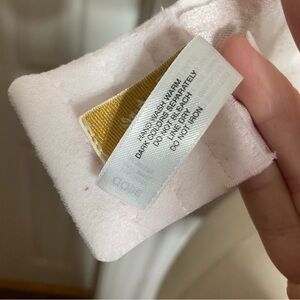 HAND WASH WARM
DARK COLORS SEPARATELY
DO NOT BLEACH
LINE DRY
DO NOT IRON